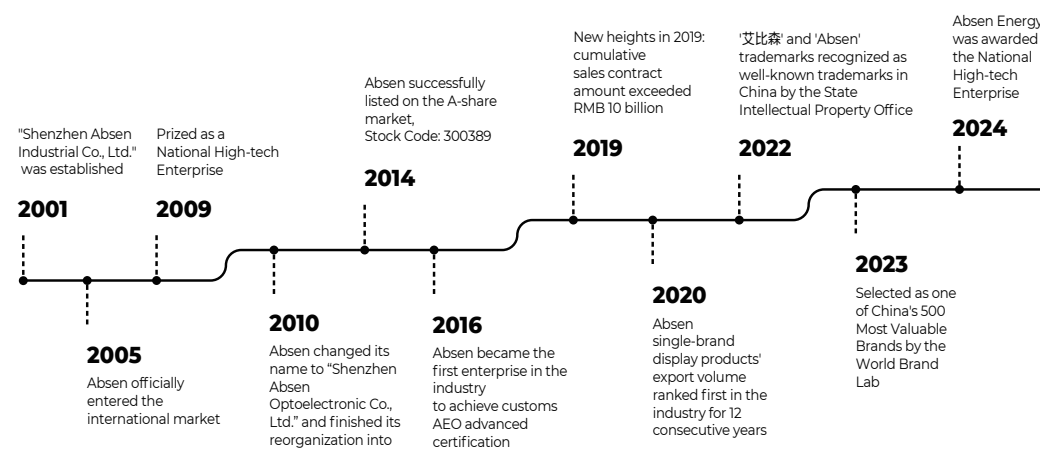 "Shenzhen Absen
Industrial Co., Ltd."
was established
2001
2005
Absen officially
entered the
international market
Prized as a
National High-tech
Enterprise
2009
2010
Absen changed its
name to “Shenzhen
Absen
Optoelectronic Co.,
Ltd.” and finished its
reorganization into
Absen successfully
listed on the A-share
market,
Stock Code: 300389
2014
2016
Absen became the
first enterprise in the
industry
to achieve customs
AEO advanced
certification
New heights in 2019:
cumulative
sales contract
amount exceeded
RMB 10 billion
2019
2020
Absen
single-brand
display products'
export volume
ranked first in the
industry for 12
consecutive years
'艾比森' and 'Absen'
trademarks recognized as
well-known trademarks in
China by the State
Intellectual Property Office
2022
2023
Selected as one
of China's 500
Most Valuable
Brands by the
World Brand
Lab
Absen Energy
was awarded
the National
High-tech
Enterprise
2024